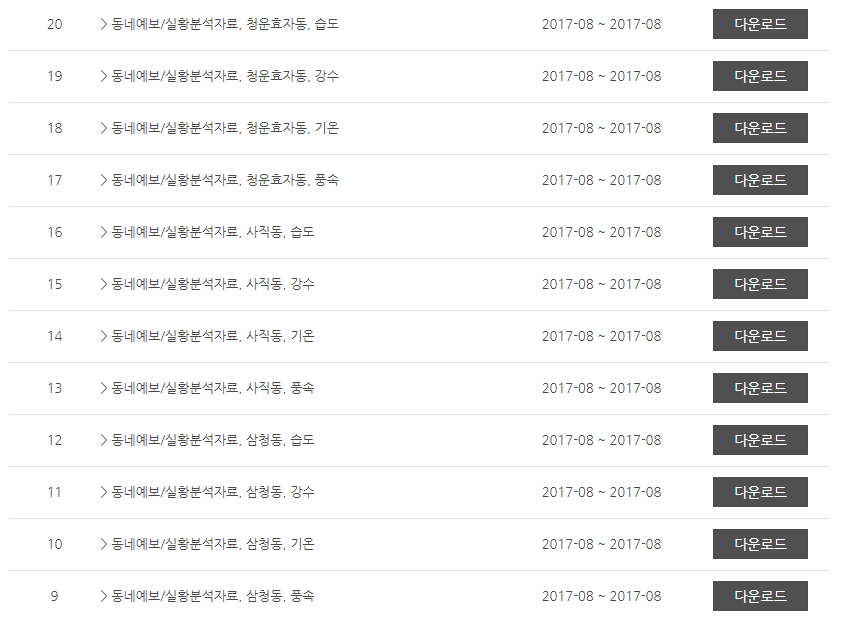 20 > 동네예보/실황분석자료, 청운효자동, 습도 2017-08 ~ 2017-08 다운로드
19 > 동네예보/실황분석자료, 청운효자동, 강수 2017-08 ~ 2017-08 다운로드
18 > 동네예보/실황분석자료, 청운효자동, 기온 2017-08 ~ 2017-08 다운로드
17 > 동네예보/실황분석자료, 청운효자동, 풍속 2017-08 ~ 2017-08 다운로드
16 > 동네예보/실황분석자료, 사직동, 습도 2017-08 ~ 2017-08 다운로드
15 > 동네예보/실황분석자료, 사직동, 강수 2017-08 ~ 2017-08 다운로드
14 > 동네예보/실황분석자료, 사직동, 기온 2017-08 ~ 2017-08 다운로드
13 > 동네예보/실황분석자료, 사직동, 풍속 2017-08 ~ 2017-08 다운로드
12 > 동네예보/실황분석자료, 삼청동, 습도 2017-08 ~ 2017-08 다운로드
11 > 동네예보/실황분석자료, 삼청동, 강수 2017-08 ~ 2017-08 다운로드
10 > 동네예보/실황분석자료, 삼청동, 기온 2017-08 ~ 2017-08 다운로드
9 > 동네예보/실황분석자료, 삼청동, 풍속 2017-08 ~ 2017-08 다운로드